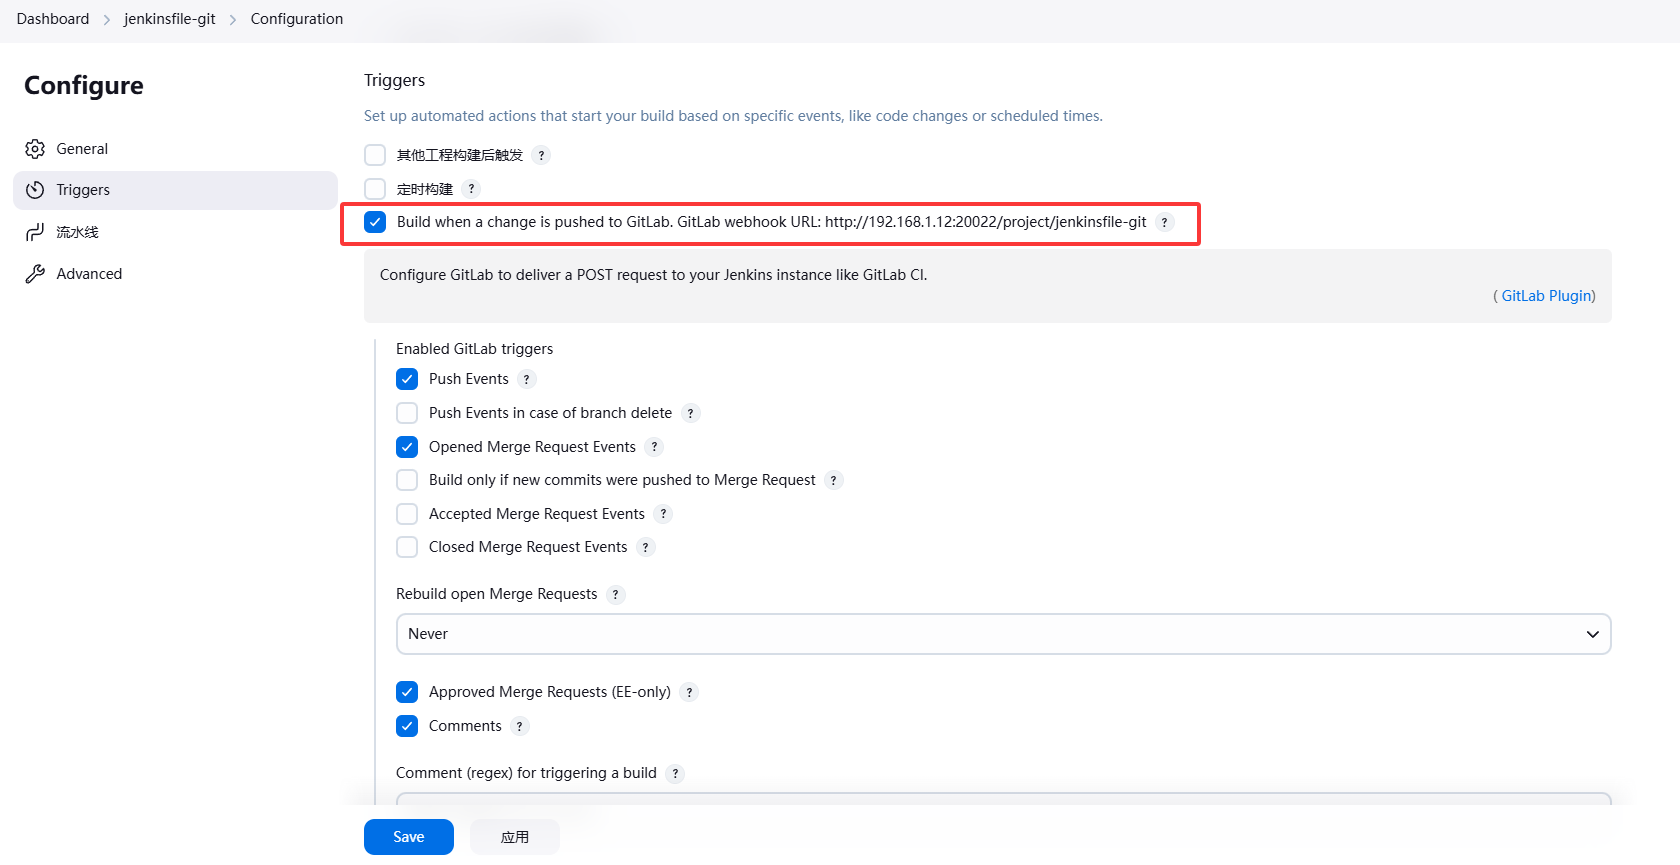 Dashboard > jenkinsfile-git > Configuration
Configure
General
Triggers
流水线
Advanced
Triggers
Set up automated actions that start your build based on specific events, like code changes or scheduled times.
其他工程构建后触发 ?
定时构建 ?
Build when a change is pushed to GitLab. GitLab webhook URL: http://192.168.1.12:20022/project/jenkinsfile-git ?
Configure GitLab to deliver a POST request to your Jenkins instance like GitLab CI.
( GitLab Plugin)
Enabled GitLab triggers
Push Events ?
Push Events in case of branch delete ?
Opened Merge Request Events ?
Build only if new commits were pushed to Merge Request ?
Accepted Merge Request Events ?
Closed Merge Request Events ?
Rebuild open Merge Requests ?
Never
Approved Merge Requests (EE-only) ?
Comments ?
Comment (regex) for triggering a build ?
Save
应用